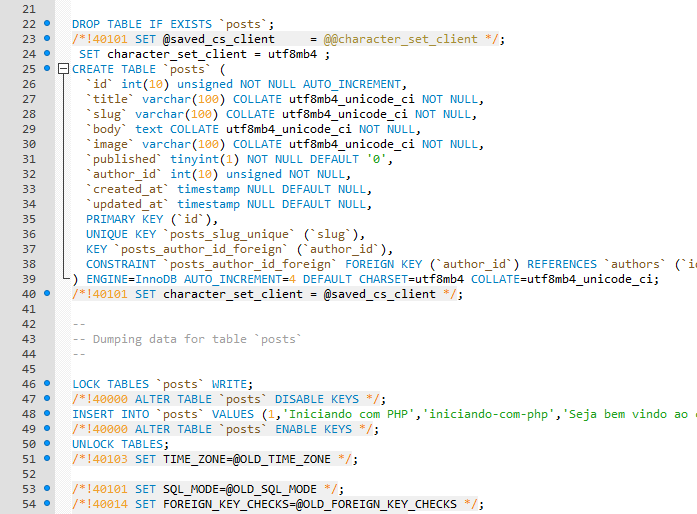 21
22 DROP TABLE IF EXISTS `posts`;
23 /*!40101 SET @saved_cs_client     = @@character_set_client */;
24  SET character_set_client = utf8mb4 ;
25 CREATE TABLE `posts` (
26   `id` int(10) unsigned NOT NULL AUTO_INCREMENT,
27   `title` varchar(100) COLLATE utf8mb4_unicode_ci NOT NULL,
28   `slug` varchar(100) COLLATE utf8mb4_unicode_ci NOT NULL,
29   `body` text COLLATE utf8mb4_unicode_ci NOT NULL,
30   `image` varchar(100) COLLATE utf8mb4_unicode_ci NOT NULL,
31   `published` tinyint(1) NOT NULL DEFAULT '0',
32   `author_id` int(10) unsigned NOT NULL,
33   `created_at` timestamp NULL DEFAULT NULL,
34   `updated_at` timestamp NULL DEFAULT NULL,
35   PRIMARY KEY (`id`),
36   UNIQUE KEY `posts_slug_unique` (`slug`),
37   KEY `posts_author_id_foreign` (`author_id`),
38   CONSTRAINT `posts_author_id_foreign` FOREIGN KEY (`author_id`) REFERENCES `authors` (`i
39 ) ENGINE=InnoDB AUTO_INCREMENT=4 DEFAULT CHARSET=utf8mb4 COLLATE=utf8mb4_unicode_ci;
40 /*!40101 SET character_set_client = @saved_cs_client */;
41
42 --
43 -- Dumping data for table `posts`
44 --
45
46 LOCK TABLES `posts` WRITE;
47 /*!40000 ALTER TABLE `posts` DISABLE KEYS */;
48 INSERT INTO `posts` VALUES (1,'Iniciando com PHP','iniciando-com-php','Seja bem vindo ao
49 /*!40000 ALTER TABLE `posts` ENABLE KEYS */;
50 UNLOCK TABLES;
51 /*!40103 SET TIME_ZONE=@OLD_TIME_ZONE */;
52
53 /*!40101 SET SQL_MODE=@OLD_SQL_MODE */;
54 /*!40014 SET FOREIGN_KEY_CHECKS=@OLD_FOREIGN_KEY_CHECKS */;